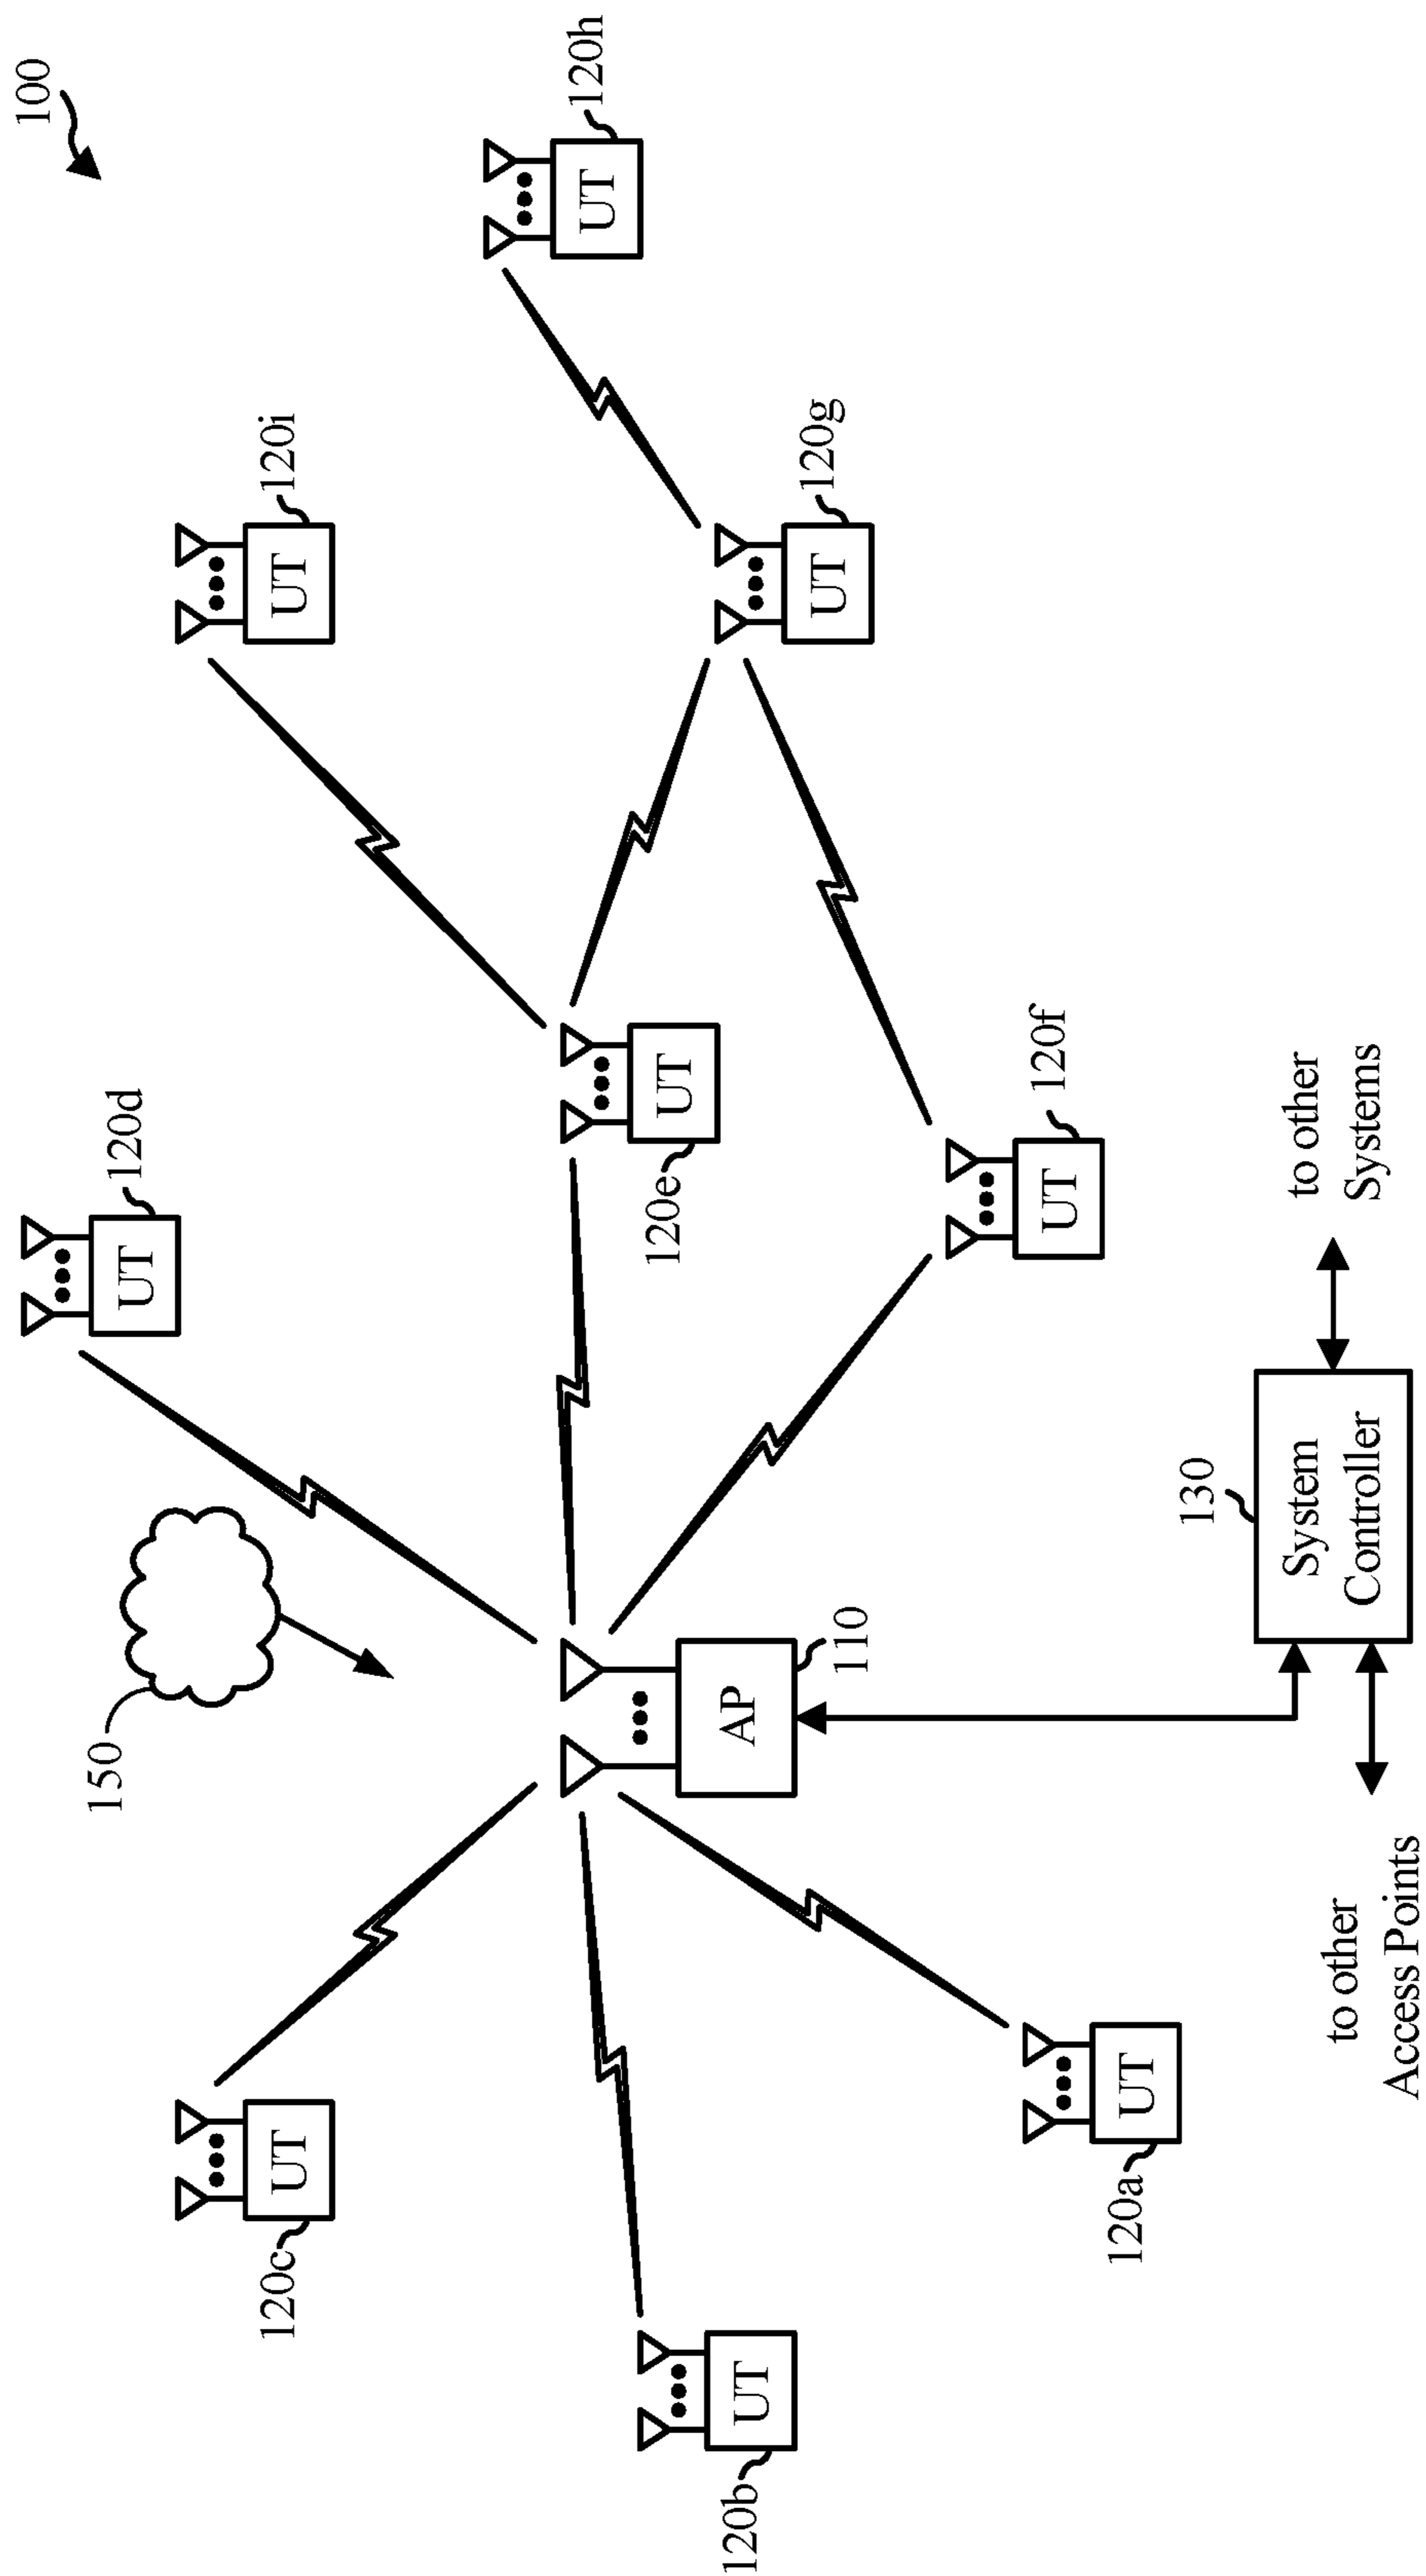 100
120d
UT
150
120c
UT
120i
UT
120h
UT
120e
UT
AP
110
120b
UT
120g
UT
120f
UT
120a
UT
130
System
Controller
to other
Systems
to other
Access Points